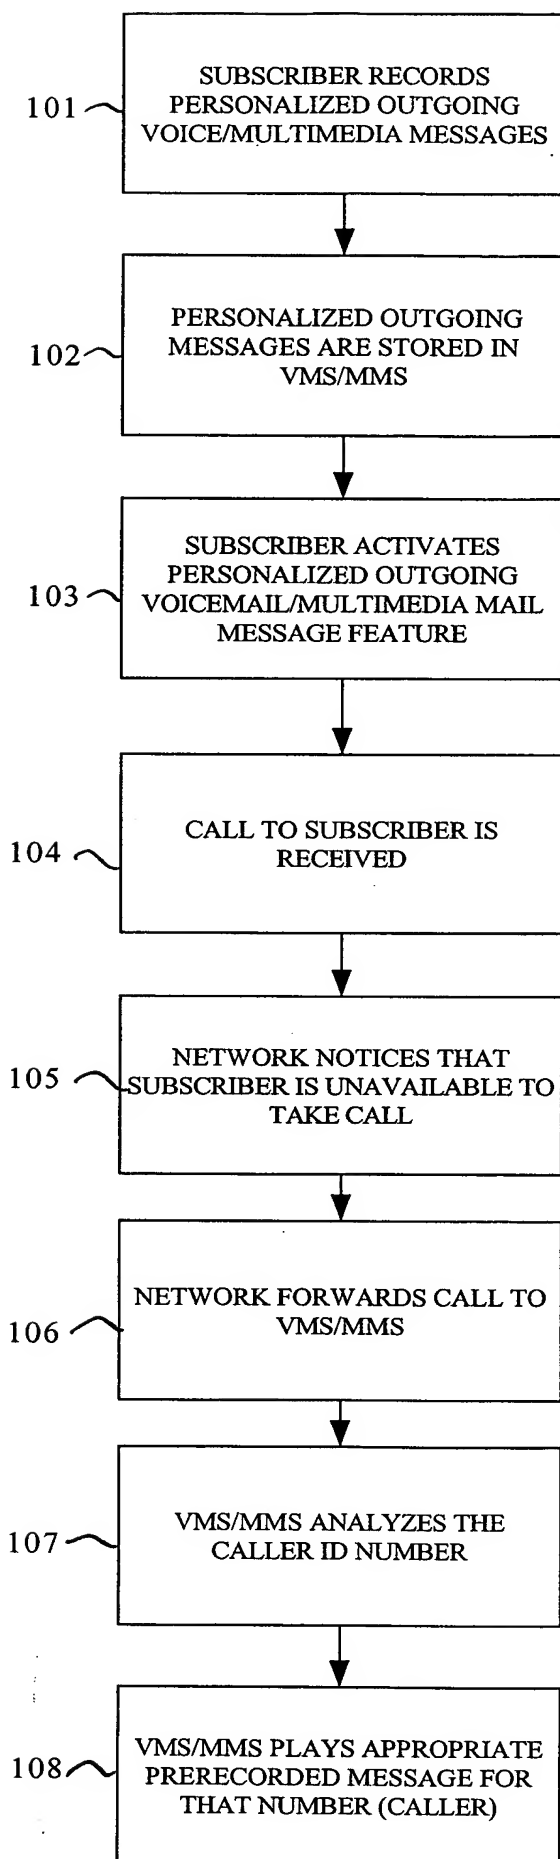 101
SUBSCRIBER RECORDS
PERSONALIZED OUTGOING
VOICE/MULTIMEDIA MESSAGES
102
PERSONALIZED OUTGOING
MESSAGES ARE STORED IN
VMS/MMS
103
SUBSCRIBER ACTIVATES
PERSONALIZED OUTGOING
VOICEMAIL/MULTIMEDIA MAIL
MESSAGE FEATURE
104
CALL TO SUBSCRIBER IS
RECEIVED
105
NETWORK NOTICES THAT
SUBSCRIBER IS UNAVAILABLE TO
TAKE CALL
106
NETWORK FORWARDS CALL TO
VMS/MMS
107
VMS/MMS ANALYZES THE
CALLER ID NUMBER
108
VMS/MMS PLAYS APPROPRIATE
PRERECORDED MESSAGE FOR
THAT NUMBER (CALLER)